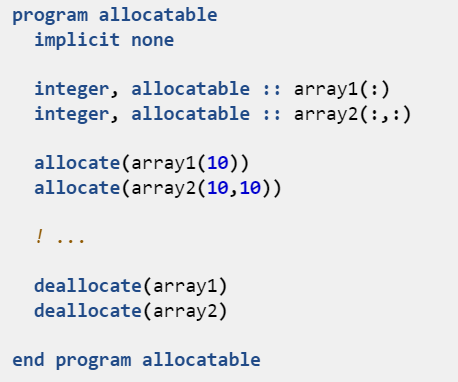 program allocatable
implicit none
integer, allocatable :: array1(:)
integer, allocatable :: array2(:,:)
allocate(array1(10))
allocate(array2(10,10))
! ...
deallocate(array1)
deallocate(array2)
end program allocatable